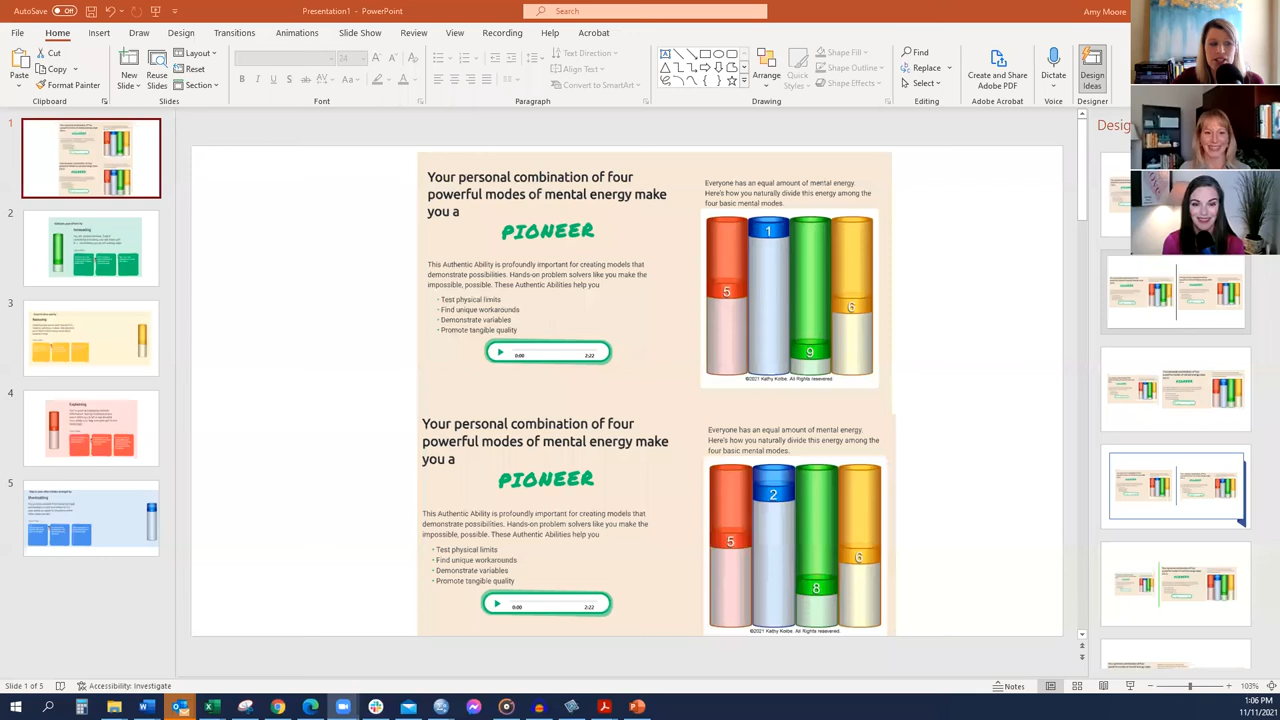 AutoSave Off
Presentation1 - PowerPoint
Search
Amy Moore
File Home Insert Draw Design Transitions Animations Slide Show Review View Recording Help Acrobat
Paste
Cut
Copy
Format Painter
Clipboard
New Slide
Reuse Slides
Layout
Reset
Section
Slides
24
B I U S ab AV Aa A
Font
Text Direction
Align Text
Convert to SmartArt
Paragraph
Arrange
Quick Styles
Shape Fill
Shape Outline
Shape Effects
Drawing
Find
Replace
Select
Editing
Create and Share Adobe PDF
Adobe Acrobat
Dictate
Voice
Design Ideas
Designer
1
2
3
4
5
Your personal combination of four
powerful modes of mental energy make
you a
PIONEER
This Authentic Ability is profoundly important for creating models that
demonstrate possibilities. Hands-on problem solvers like you make the
impossible, possible. These Authentic Abilities help you
• Test physical limits
• Find unique workarounds
• Demonstrate variables
• Promote tangible quality
0:00 2:22
Everyone has an equal amount of mental energy.
Here's how you naturally divide this energy among the
four basic mental modes.
5 1 9 6
©2021 Kathy Kolbe. All Rights reserved.
Your personal combination of four
powerful modes of mental energy make
you a
PIONEER
This Authentic Ability is profoundly important for creating models that
demonstrate possibilities. Hands-on problem solvers like you make the
impossible, possible. These Authentic Abilities help you
• Test physical limits
• Find unique workarounds
• Demonstrate variables
• Promote tangible quality
0:00 2:22
Everyone has an equal amount of mental energy.
Here's how you naturally divide this energy among the
four basic mental modes.
5 2 8 6
©2021 Kathy Kolbe. All Rights reserved.
Desig
Slide 1 of 5
Accessibility: Investigate
Notes
103%
1:06 PM
11/11/2021